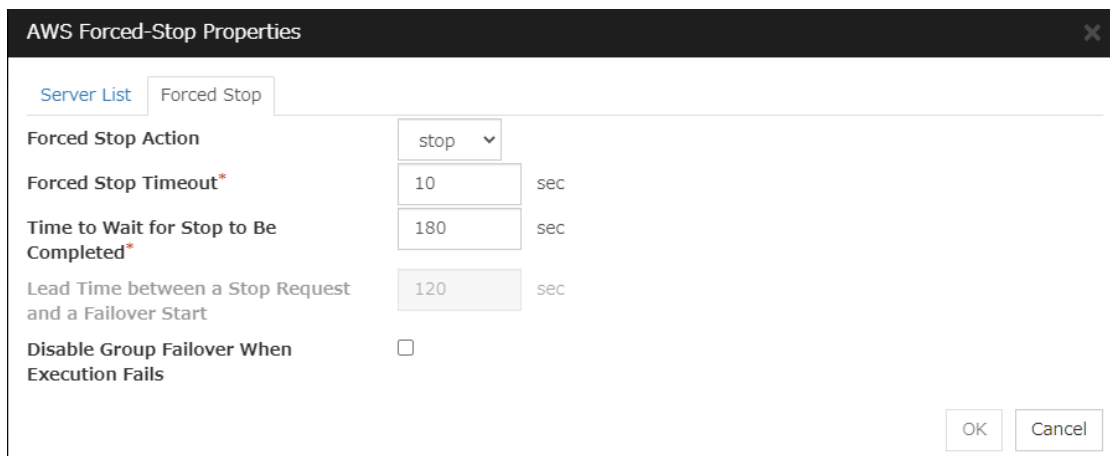 AWS Forced-Stop Properties
Server List Forced Stop
Forced Stop Action stop
Forced Stop Timeout* 10 sec
Time to Wait for Stop to Be
Completed* 180 sec
Lead Time between a Stop Request
and a Failover Start 120 sec
Disable Group Failover When
Execution Fails
OK Cancel